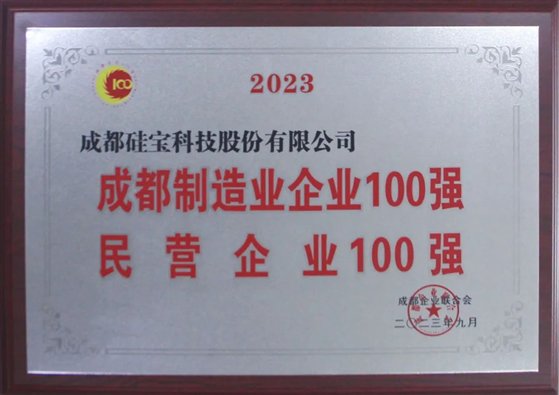 100
2023
成都硅宝科技股份有限公司
成都制造业企业100强
民营企业100强
成都企业联合会
二〇二三年九月